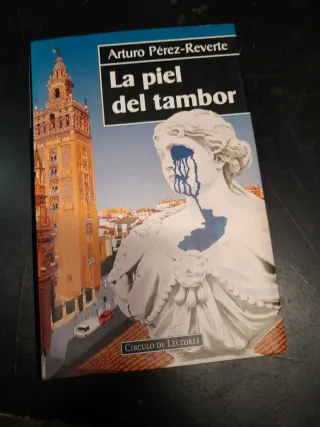 Arturo Pérez-Reverte
La piel
del tambor
CÍRCULO DE LECTORES